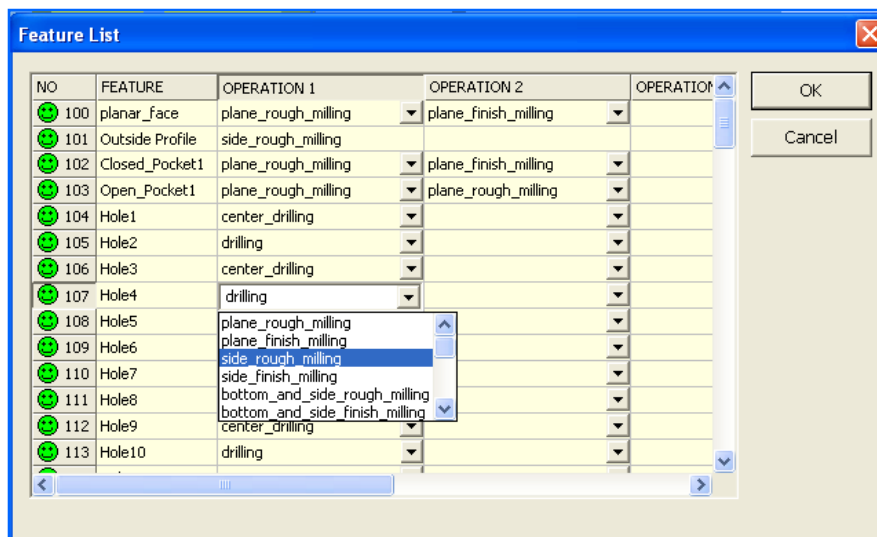 Feature List
NO FEATURE OPERATION 1 OPERATION 2 OPERATION
100 planar_face plane_rough_milling plane_finish_milling
101 Outside Profile side_rough_milling
102 Closed_Pocket1 plane_rough_milling plane_finish_milling
103 Open_Pocket1 plane_rough_milling plane_rough_milling
104 Hole1 center_drilling
105 Hole2 drilling
106 Hole3 center_drilling
107 Hole4 drilling
108 Hole5 plane_rough_milling
plane_finish_milling
109 Hole6 side_rough_milling
110 Hole7 side_finish_milling
111 Hole8 bottom_and_side_rough_milling
bottom_and_side_finish_milling
112 Hole9 center_drilling
113 Hole10 drilling
OK
Cancel